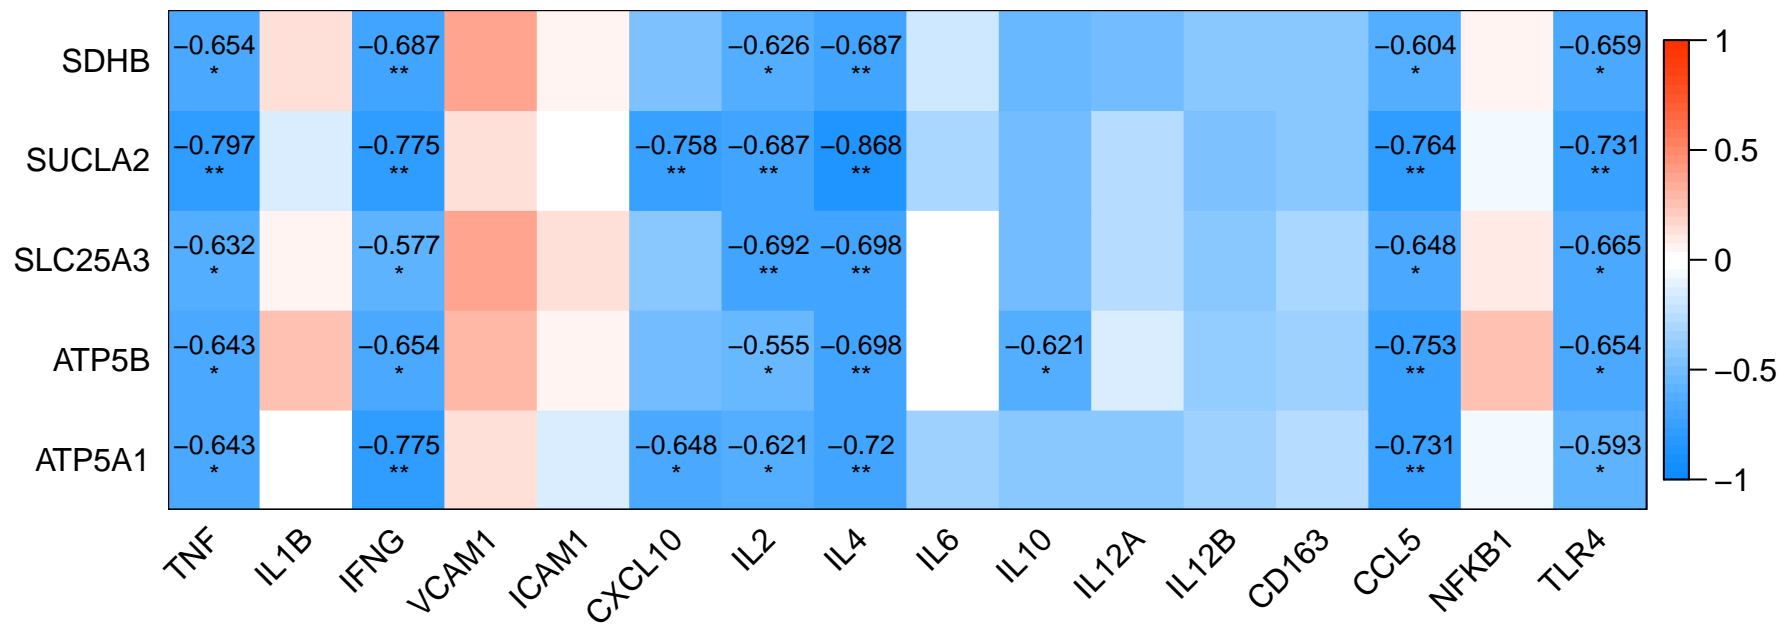 SDHB −0.654 −0.687 −0.626 −0.687 −0.604 −0.659
* ** * ** * *
SUCLA2 −0.797 −0.775 −0.758 −0.687 −0.868 −0.764 −0.731
** ** ** ** ** ** **
SLC25A3 −0.632 −0.577 −0.692 −0.698 −0.648 −0.665
* * ** ** * *
ATP5B −0.643 −0.654 −0.555 −0.698 −0.621 −0.753 −0.654
* * * ** * ** *
ATP5A1 −0.643 −0.775 −0.648 −0.621 −0.72 −0.731 −0.593
* ** * * ** ** *
TNF IL1B IFNG VCAM1 ICAM1 CXCL10 IL2 IL4 IL6 IL10 IL12A IL12B CD163 CCL5 NFKB1 TLR4
1
0.5
0
−0.5
−1